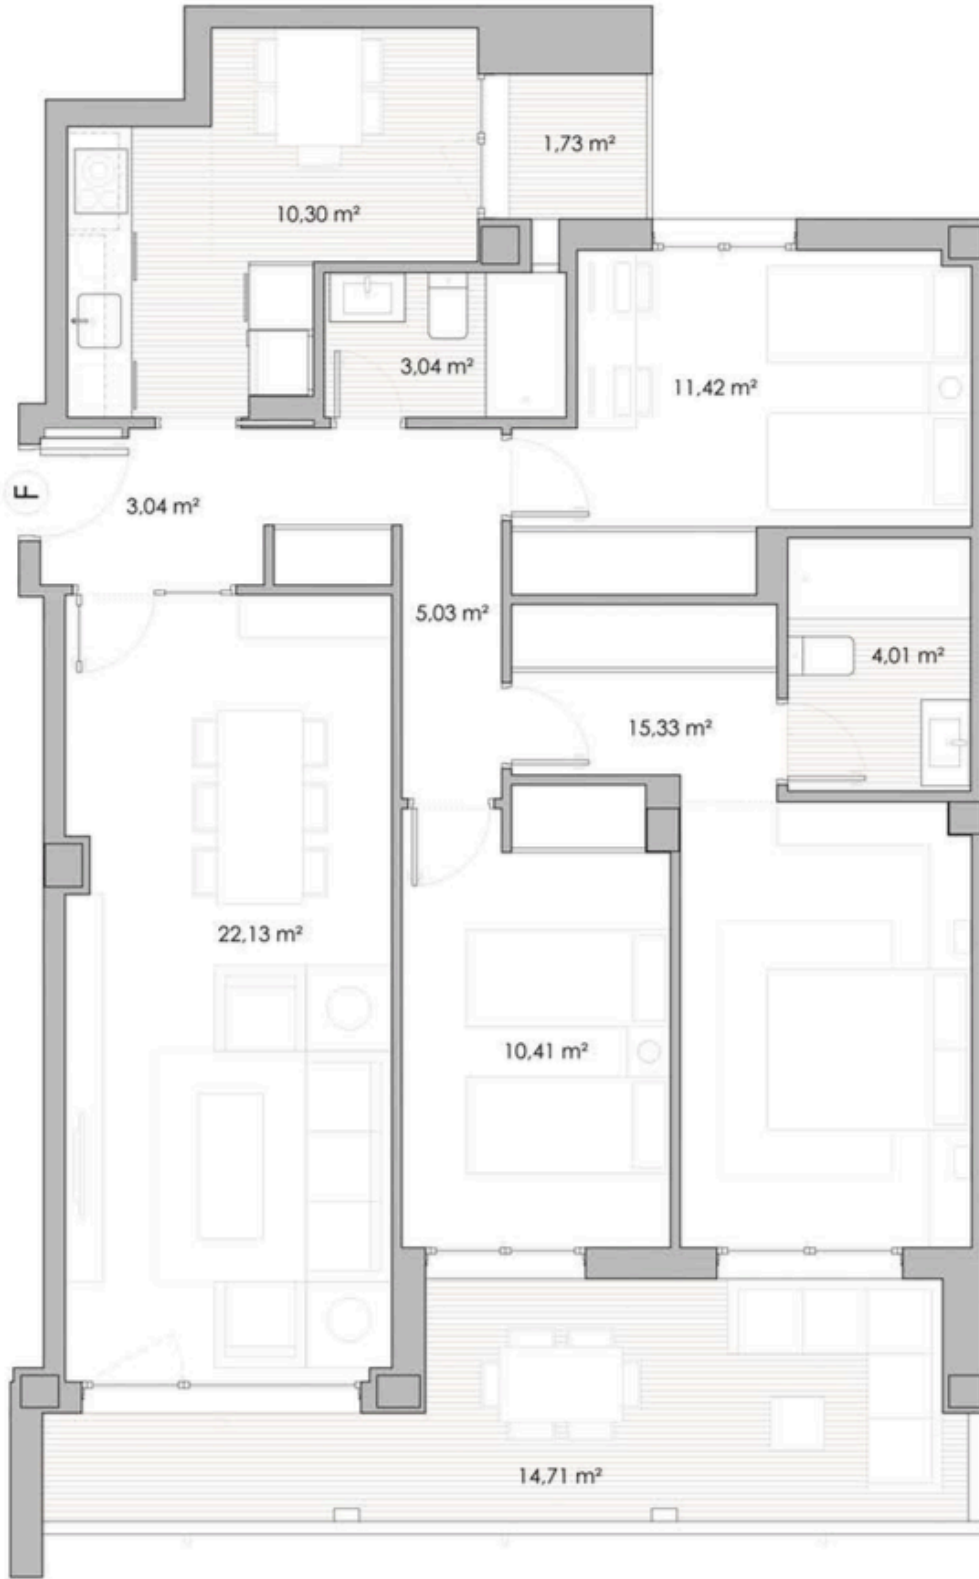 1,73 m²
10,30 m²
3,04 m²
11,42 m²
F
3,04 m²
5,03 m²
4,01 m²
15,33 m²
22,13 m²
10,41 m²
14,71 m²